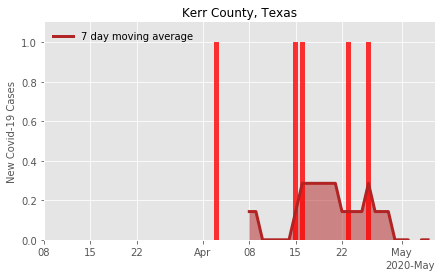 Kerr County, Texas
7 day moving average
New Covid-19 Cases
1.0
0.8
0.6
0.4
0.2
0.0
08 15 22 Apr 08 15 22 May
2020-May